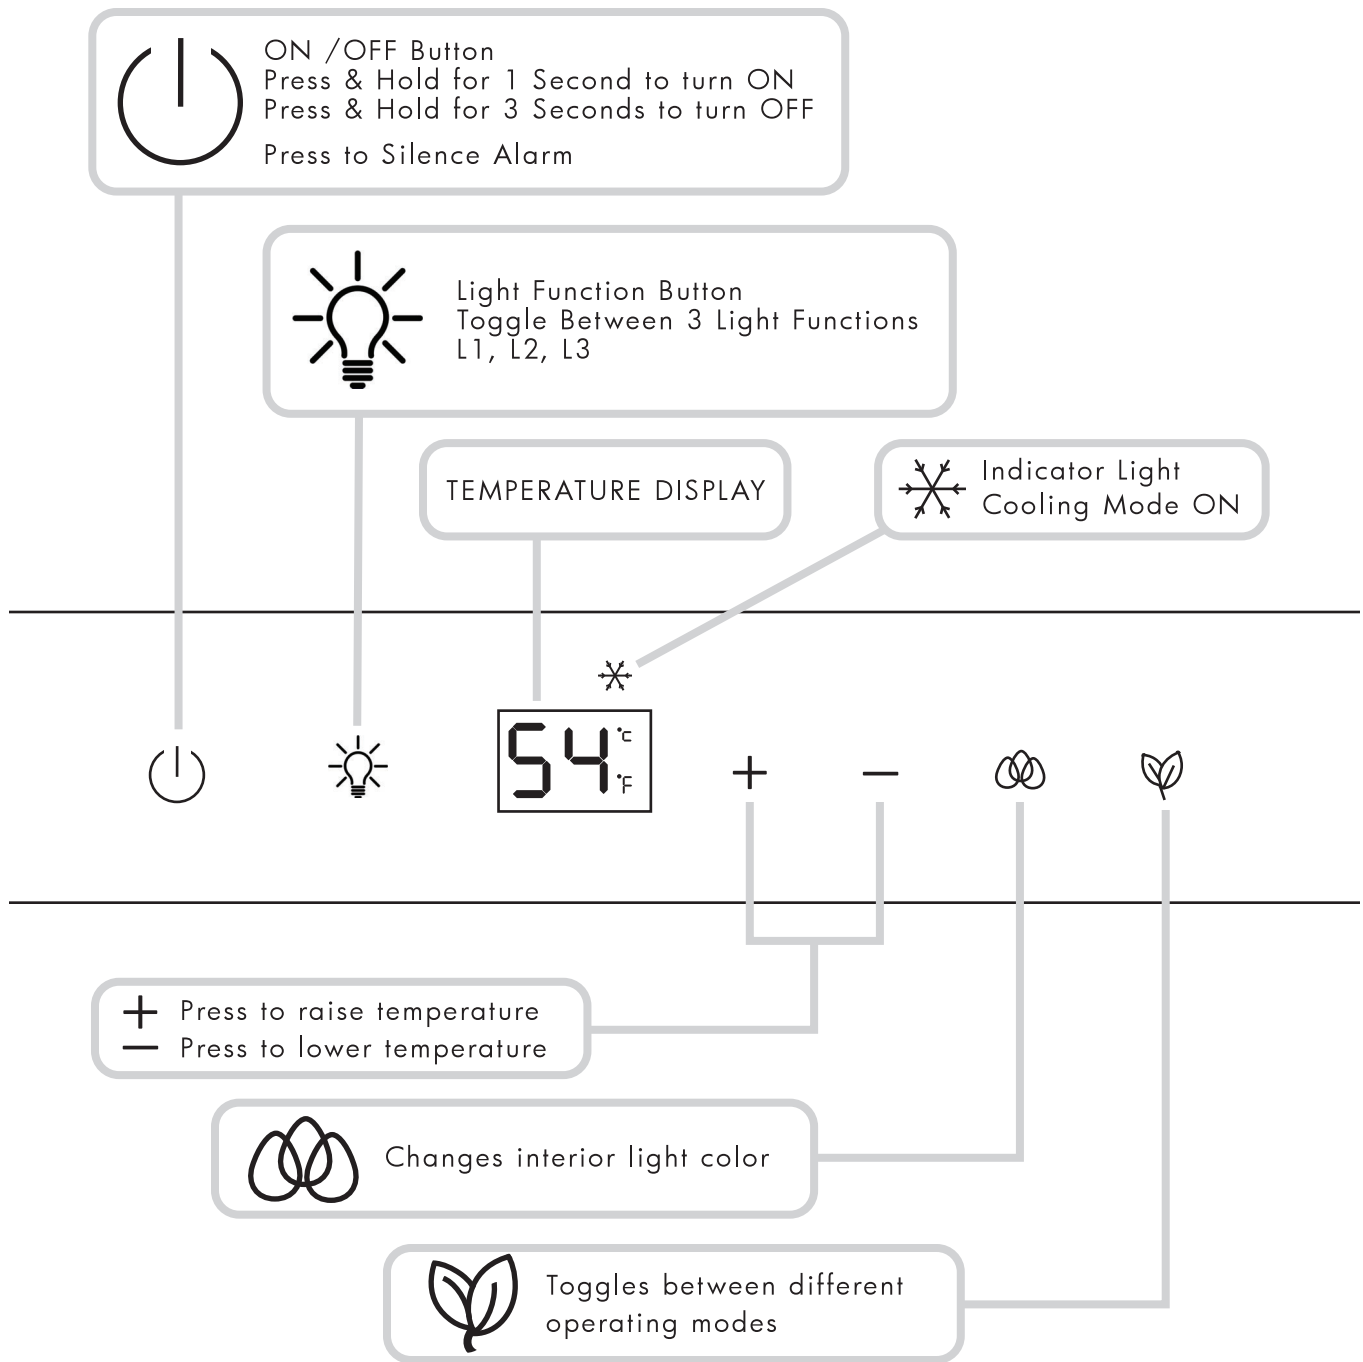 ON /OFF Button
Press & Hold for 1 Second to turn ON
Press & Hold for 3 Seconds to turn OFF
Press to Silence Alarm
Light Function Button
Toggle Between 3 Light Functions
L1, L2, L3
TEMPERATURE DISPLAY
Indicator Light
Cooling Mode ON
54 °C
°F
+ −
+ Press to raise temperature
− Press to lower temperature
Changes interior light color
Toggles between different
operating modes